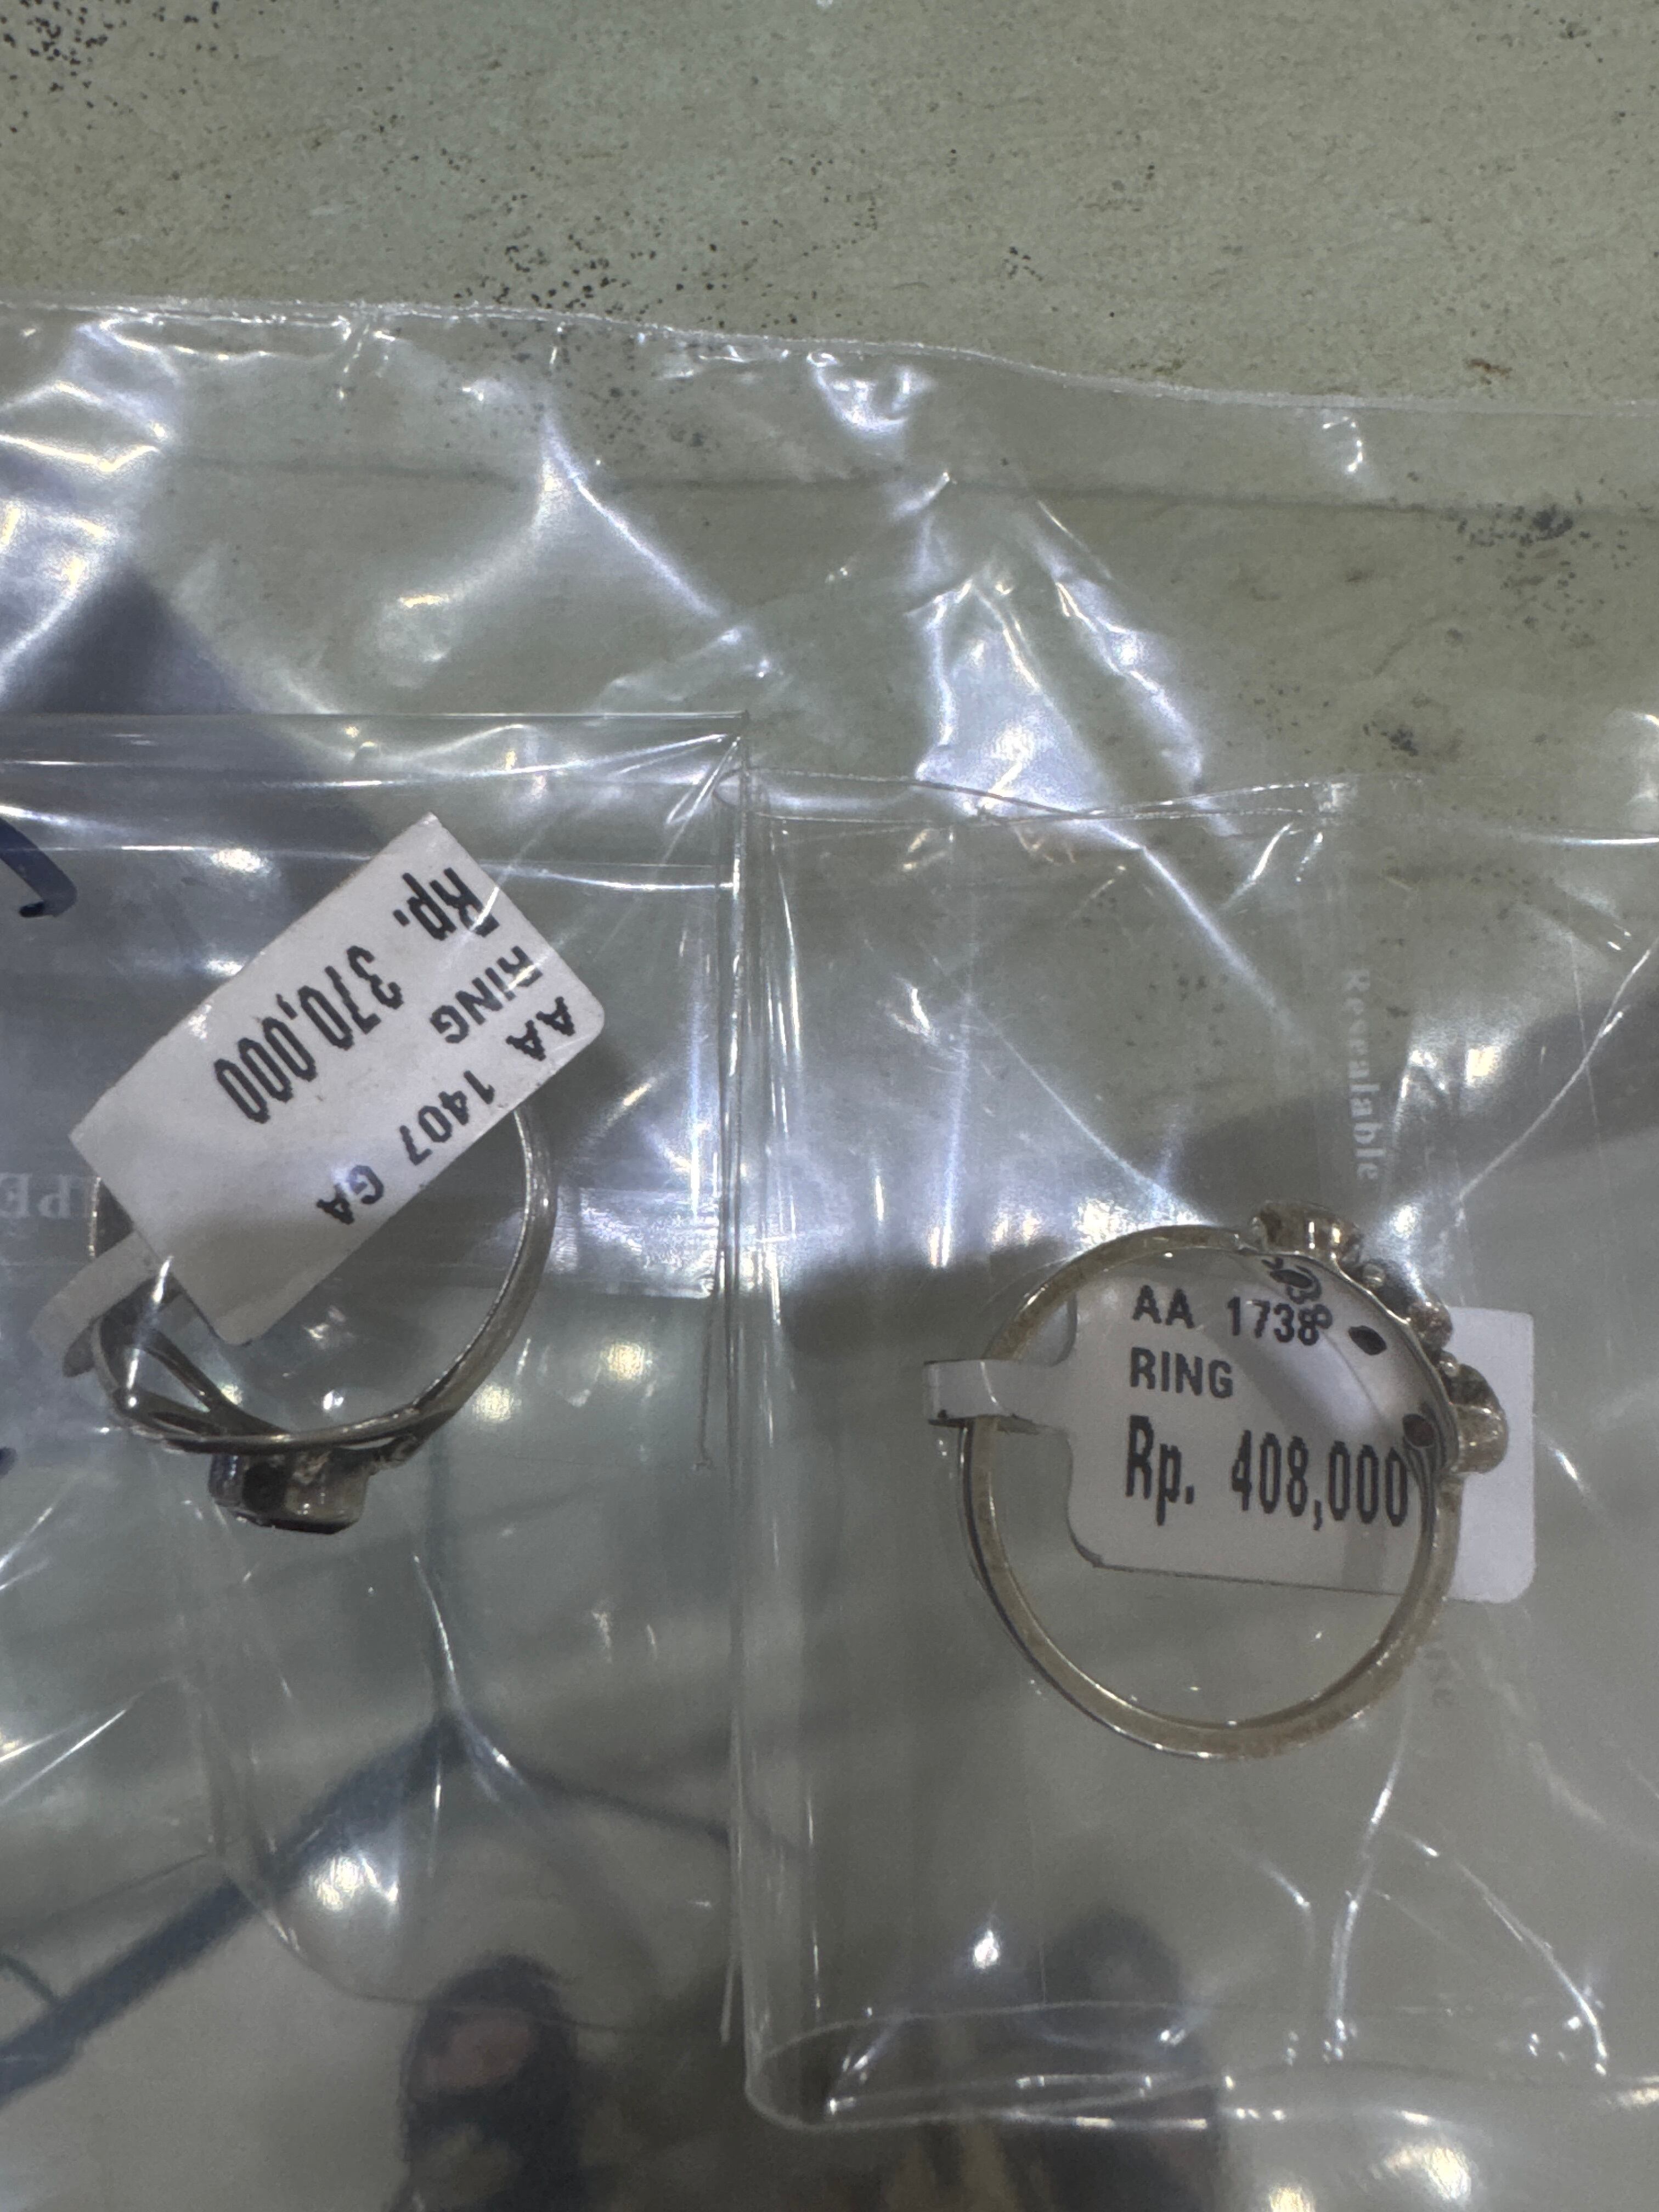 AA 1407 GA
RING
Rp. 370,000
Resealable
AA 1738
RING
Rp. 408,000